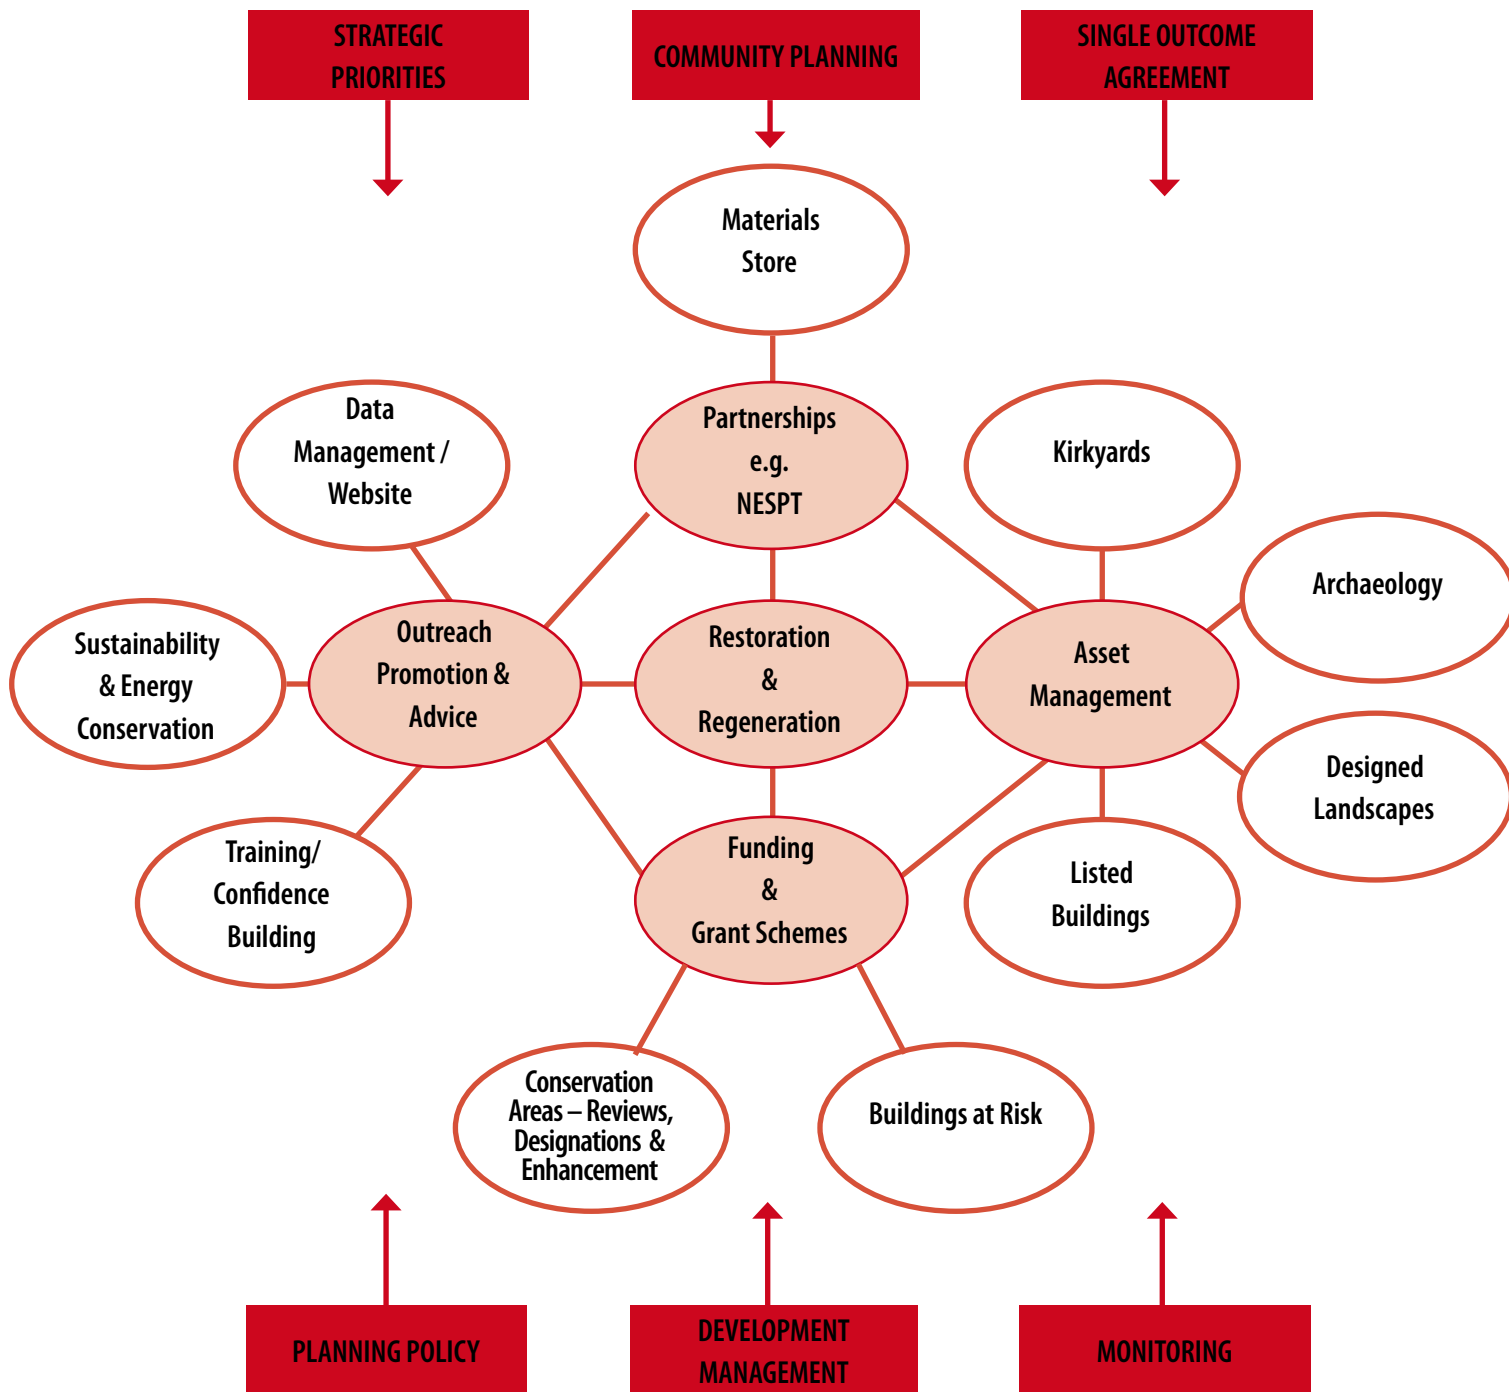 STRATEGIC
PRIORITIES
COMMUNITY PLANNING
SINGLE OUTCOME
AGREEMENT
Materials
Store
Data
Management /
Website
Partnerships
e.g.
NESPT
Kirkyards
Archaeology
Sustainability
& Energy
Conservation
Outreach
Promotion &
Advice
Restoration
&
Regeneration
Asset
Management
Designed
Landscapes
Training/
Confidence
Building
Funding
&
Grant Schemes
Listed
Buildings
Conservation
Areas – Reviews,
Designations &
Enhancement
Buildings at Risk
PLANNING POLICY
DEVELOPMENT
MANAGEMENT
MONITORING